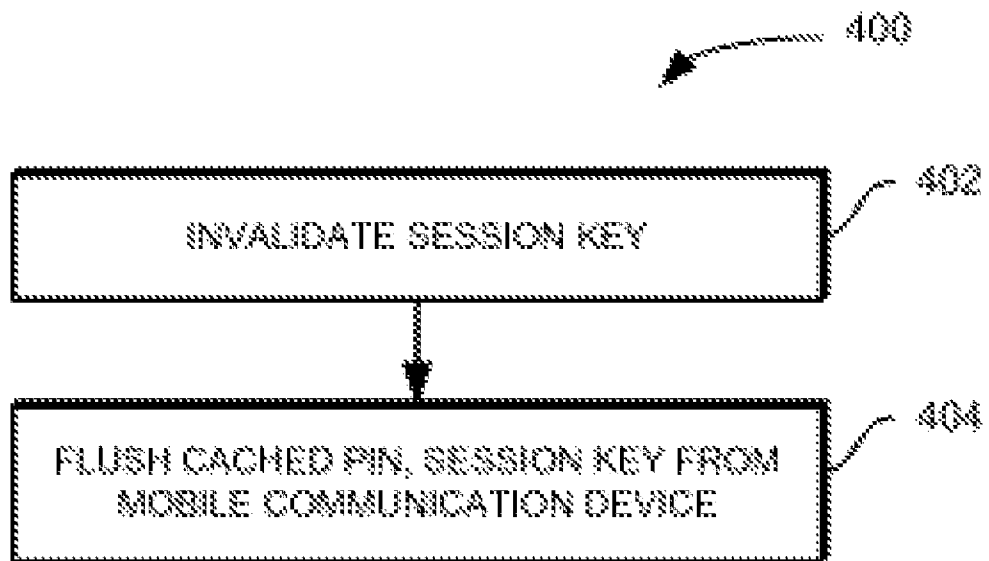 400
402
INVALIDATE SESSION KEY
404
FLUSH CACHED PIN, SESSION KEY FROM
MOBILE COMMUNICATION DEVICE